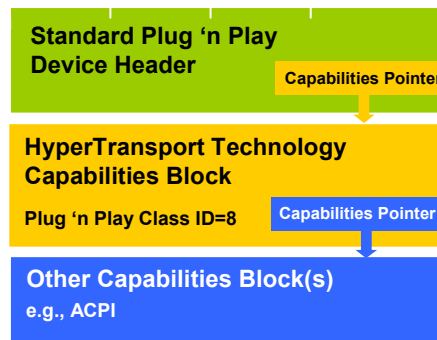 Standard Plug ‘n Play
Device Header
Capabilities Pointer
HyperTransport Technology
Capabilities Block
Plug ‘n Play Class ID=8
Capabilities Pointer
Other Capabilities Block(s)
e.g., ACPI